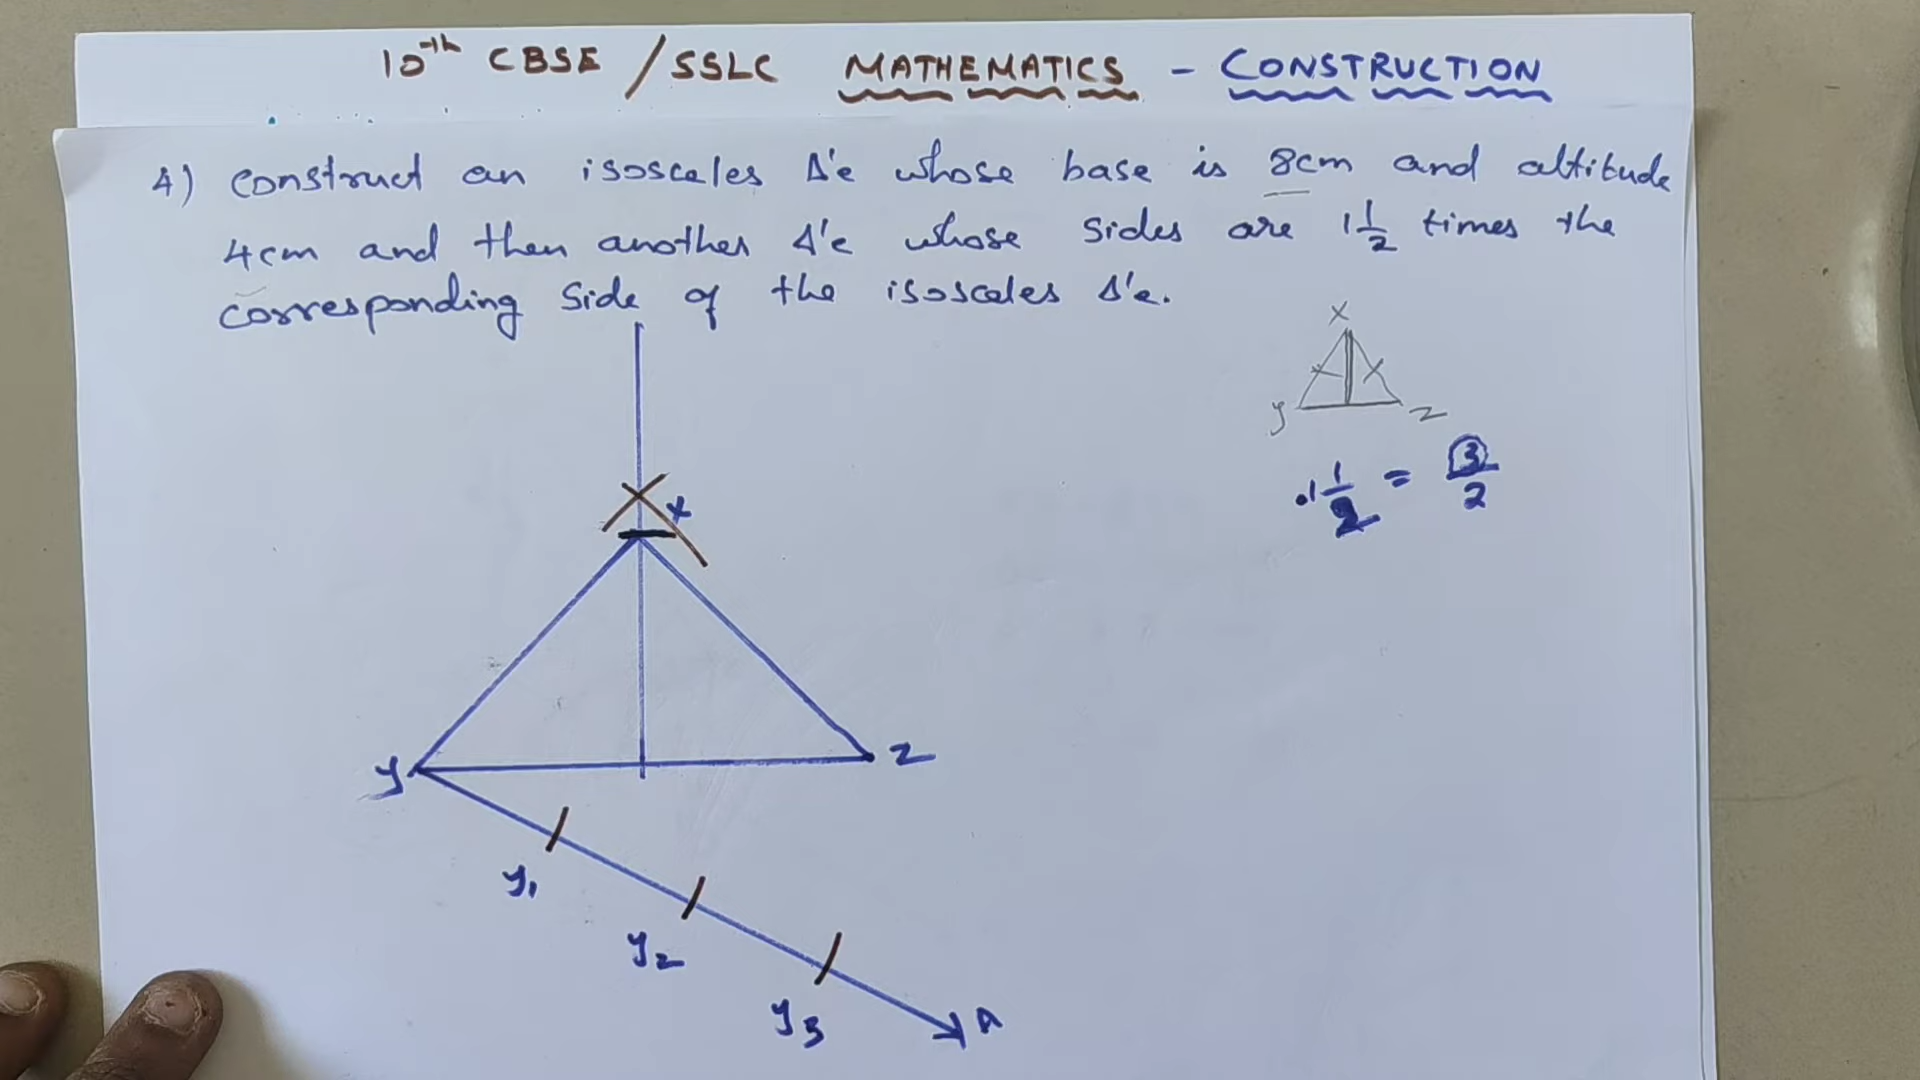 10th CBSE / SSLC MATHEMATICS - CONSTRUCTION
4) Construct an isosceles Δ'e whose base is 8cm and altitude
4cm and then another Δ'e whose sides are 1 1/2 times the
corresponding side of the isosceles Δ'e.
x
y z
1 1/2 = 3/2
x
y z
y1
y2
y3 A